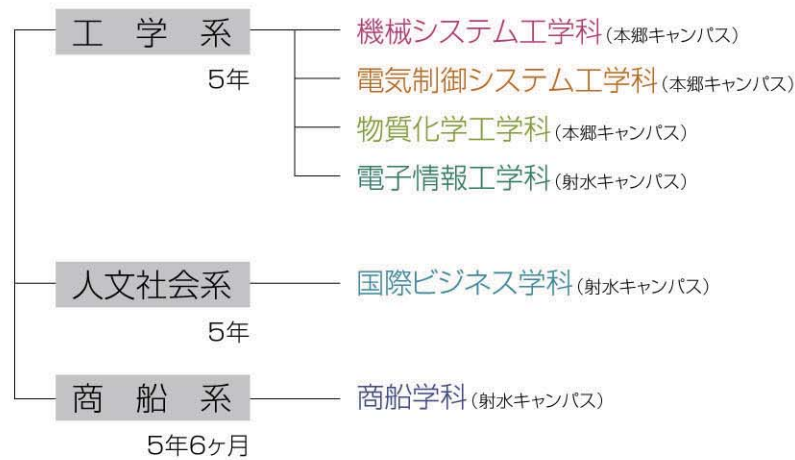 工学系
機械システム工学科(本郷キャンパス)
5年
電気制御システム工学科(本郷キャンパス)
物質化学工学科(本郷キャンパス)
電子情報工学科(射水キャンパス)
人文社会系
国際ビジネス学科(射水キャンパス)
5年
商船系
商船学科(射水キャンパス)
5年6ヶ月